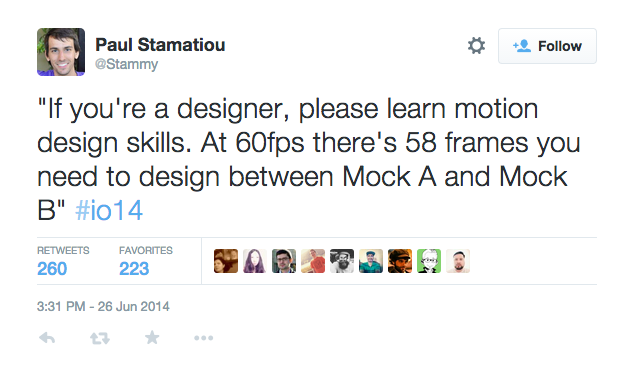 Paul Stamatiou
@Stammy
Follow
"If you're a designer, please learn motion
design skills. At 60fps there's 58 frames you
need to design between Mock A and Mock
B" #io14
RETWEETS FAVORITES
260 223
3:31 PM - 26 Jun 2014